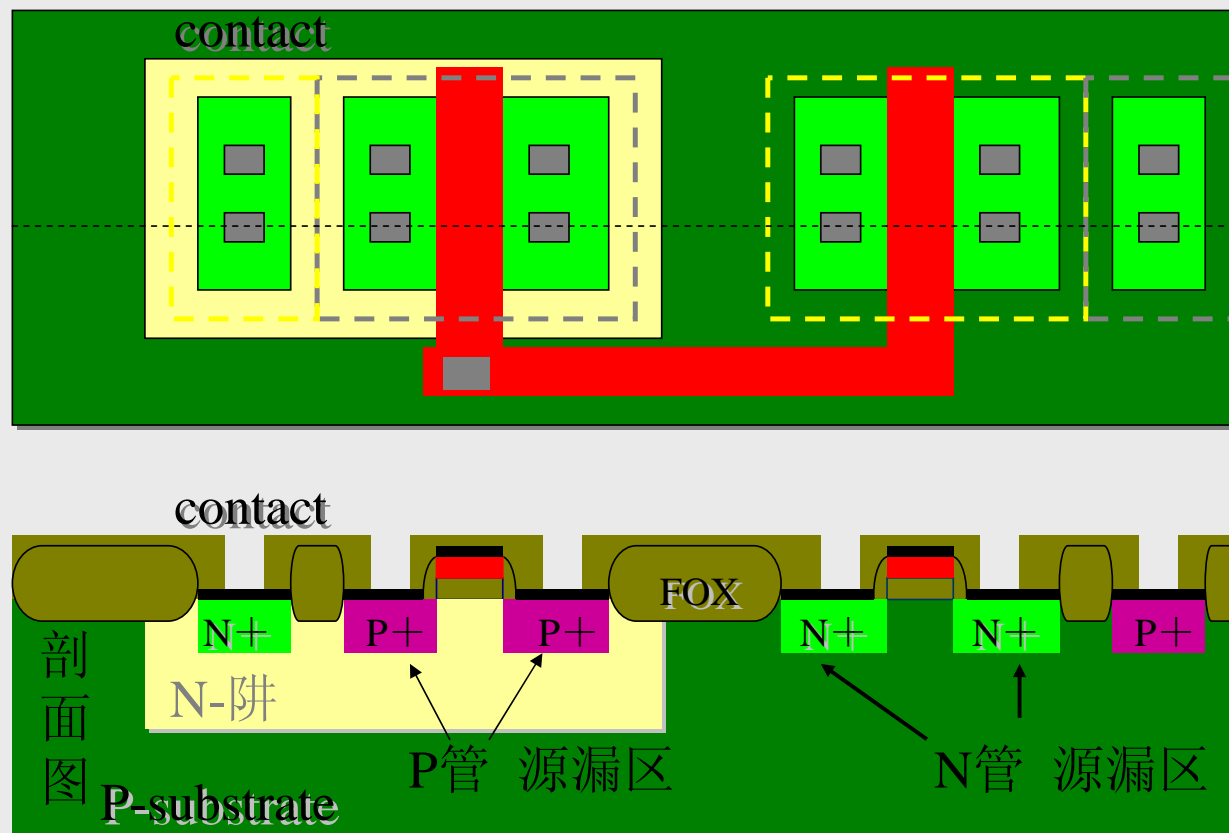 contact
contact
FOX
N+ P+ P+ N+ N+ P+
剖面图
N-阱
P管 源漏区 N管 源漏区
P-substrate